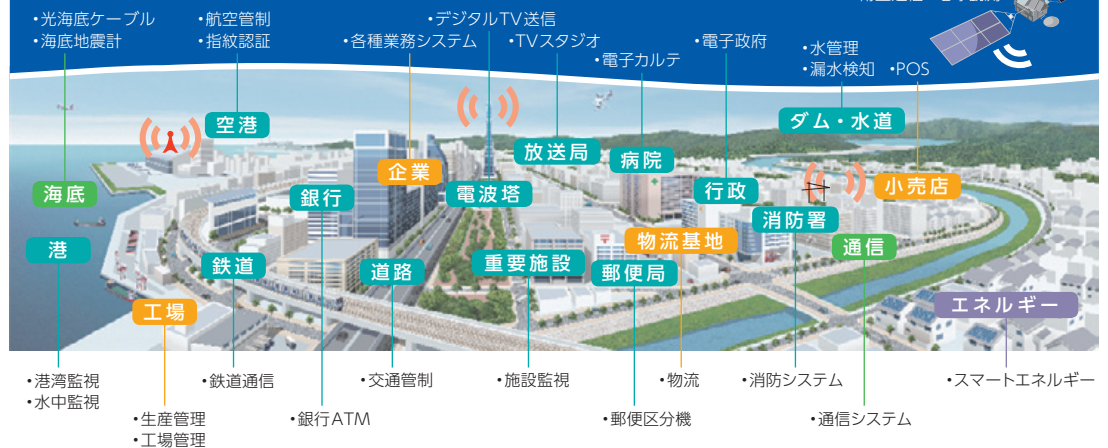 ・光海底ケーブル
・海底地震計
・航空管制
・指紋認証
・デジタルTV送信
・各種業務システム
・TVスタジオ
・電子カルテ
・電子政府
・水管理
・漏水検知
・POS
空港
ダム・水道
放送局
病院
企業
海底
銀行
電波塔
行政
小売店
消防署
港
物流基地
通信
鉄道
道路
重要施設
郵便局
工場
エネルギー
・港湾監視
・水中監視
・鉄道通信
・交通管制
・施設監視
・物流
・消防システム
・スマートエネルギー
・生産管理
・工場管理
・銀行ATM
・郵便区分機
・通信システム